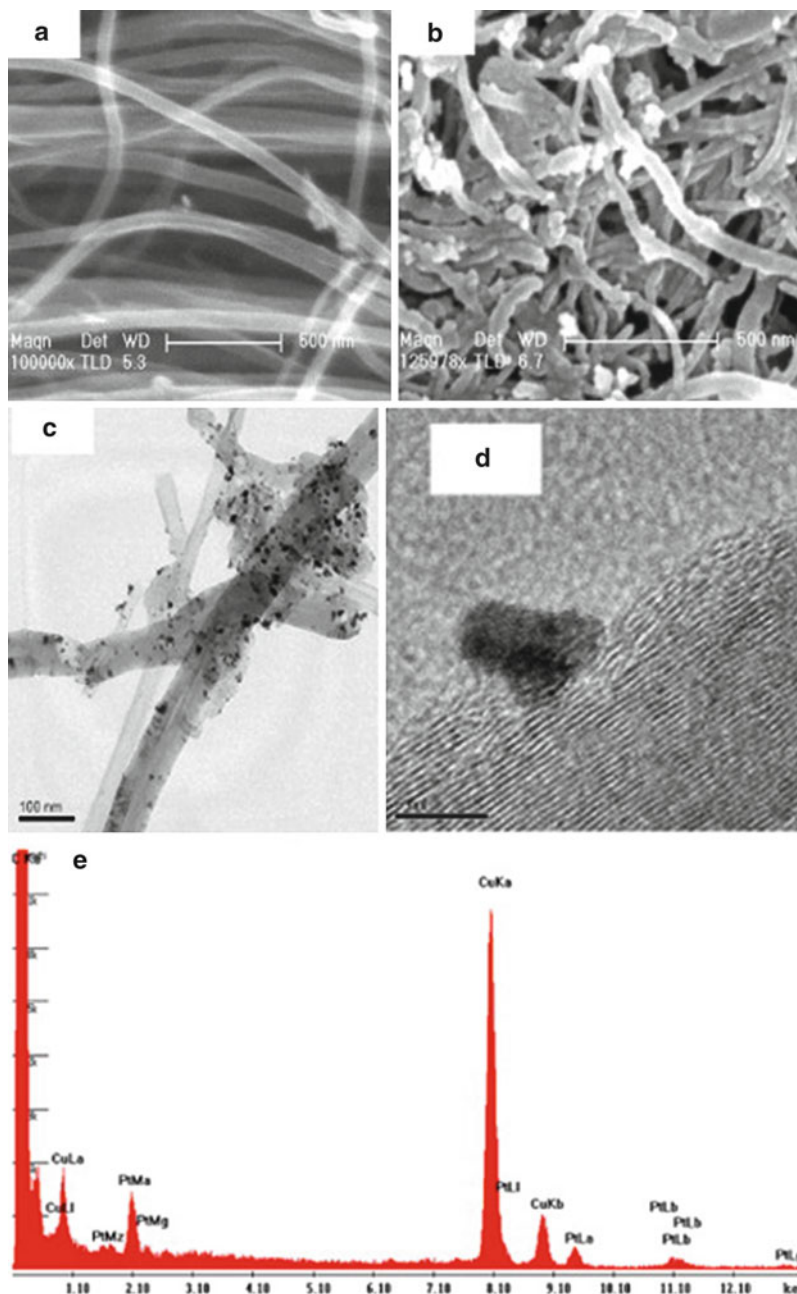 a
Maqn Det WD
100000x TLD 5.3
500 nm
b
Maqn Det WD
125978x TLD 6.7
500 nm
c
100 nm
d
e
CuKa
CuLa
PtMa
CuLl
PtMz
PtMg
PtLl
CuKb
PtLa
PtLb
PtLb
PtLb
1.10 2.10 3.10 4.10 5.10 6.10 7.10 8.10 9.10 10.10 11.10 12.10